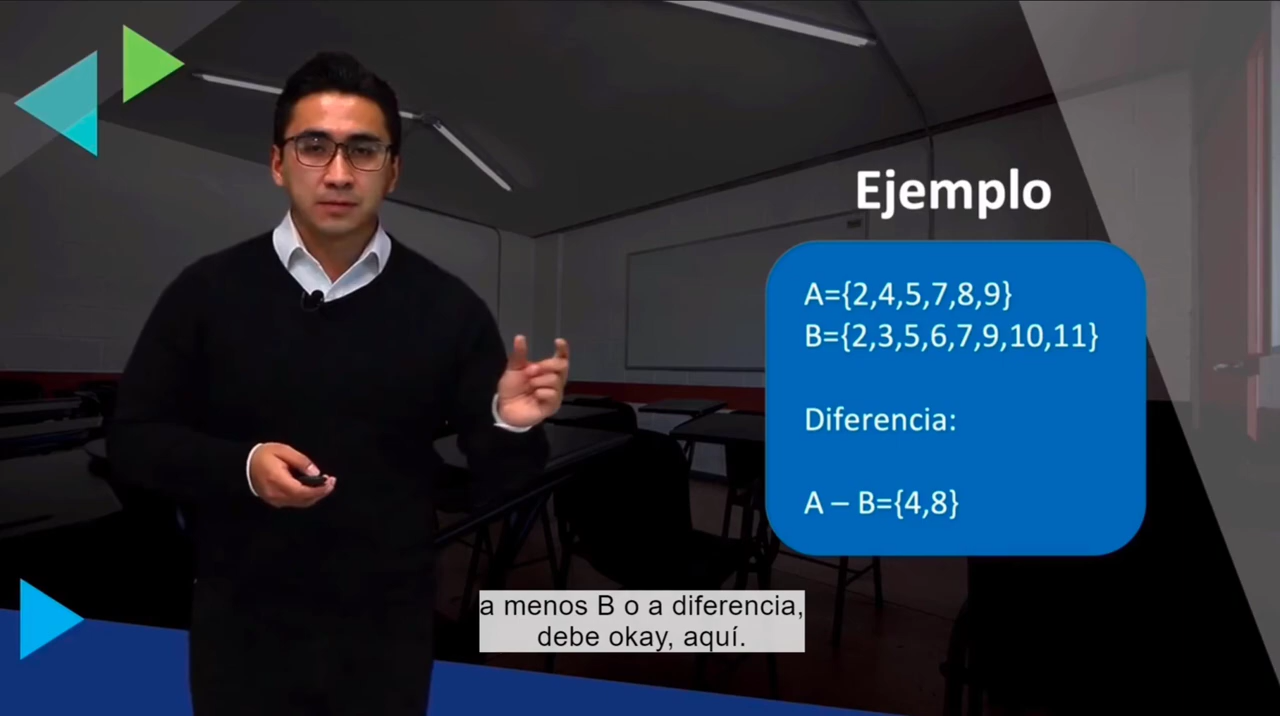 Ejemplo
A={2,4,5,7,8,9}
B={2,3,5,6,7,9,10,11}
Diferencia:
A – B={4,8}
a menos B o a diferencia,
debe okay, aquí.